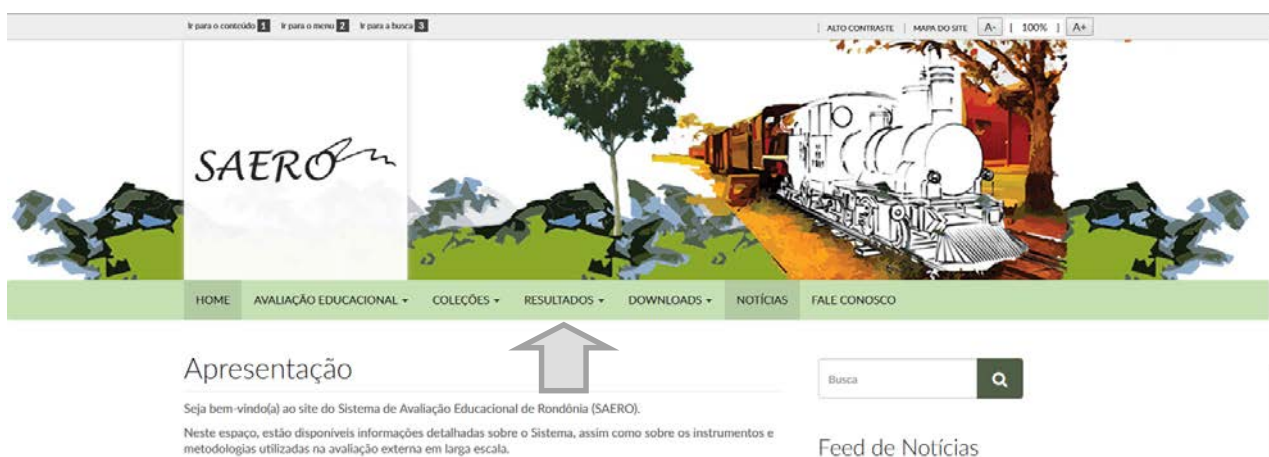 Ir para o conteúdo 1 Ir para o menu 2 Ir para a busca 3 | ALTO CONTRASTE | MAPA DO SITE A- | 100% | A+
SAERO
HOME AVALIAÇÃO EDUCACIONAL COLEÇÕES RESULTADOS DOWNLOADS NOTÍCIAS FALE CONOSCO
Apresentação
Busca
Seja bem-vindo(a) ao site do Sistema de Avaliação Educacional de Rondônia (SAERO).
Neste espaço, estão disponíveis informações detalhadas sobre o Sistema, assim como sobre os instrumentos e
metodologias utilizadas na avaliação externa em larga escala.
Feed de Notícias